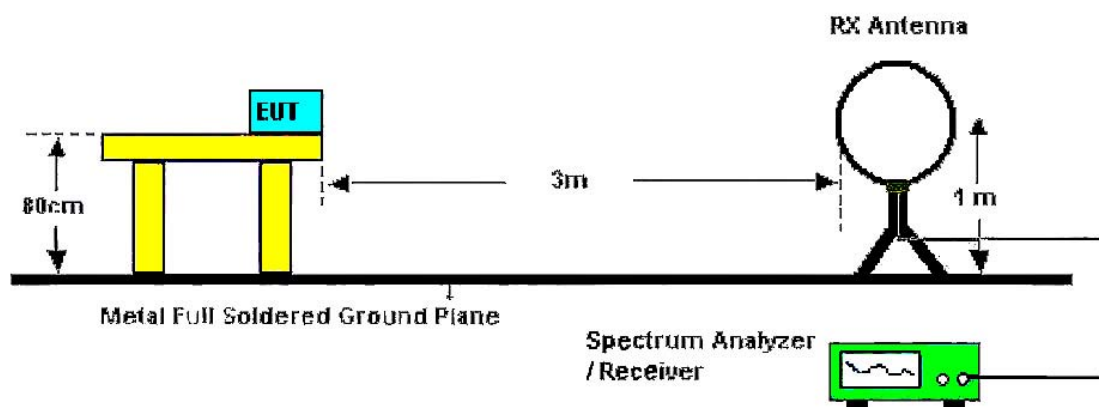 RX Antenna
EUT
3m
80cm
1 m
Metal Full Soldered Ground Plane
Spectrum Analyzer
/ Receiver